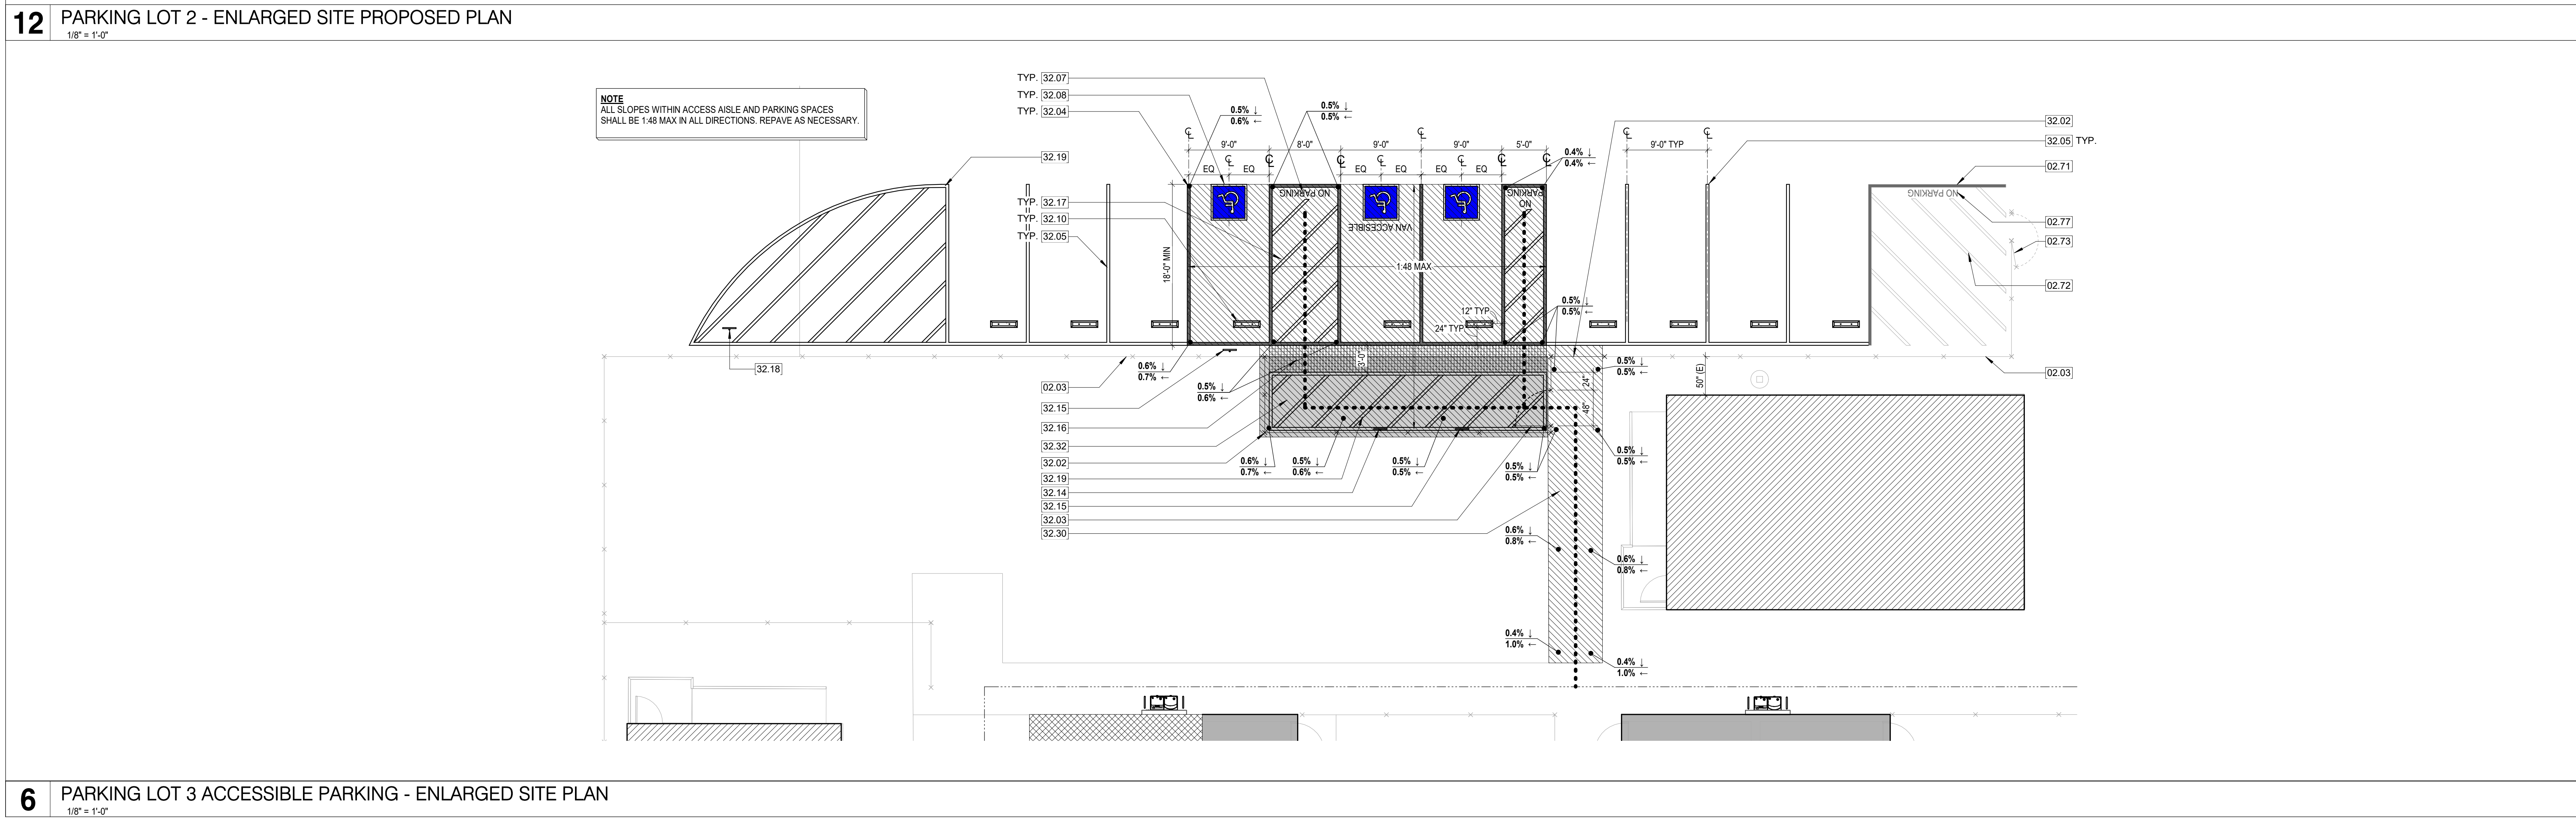 12 PARKING LOT 2 - ENLARGED SITE PROPOSED PLAN
1/8" = 1'-0"
NOTE
ALL SLOPES WITHIN ACCESS AISLE AND PARKING SPACES
SHALL BE 1:48 MAX IN ALL DIRECTIONS. REPAVE AS NECESSARY.
TYP. 32.07
TYP. 32.08
TYP. 32.04
32.19
TYP. 32.17
TYP. 32.10
TYP. 32.05
0.5% ↓
0.6% ←
0.5% ↓
0.5% ←
0.4% ↓
0.4% ←
9'-0"
8'-0"
9'-0"
9'-0"
5'-0"
9'-0" TYP
EQ
EQ
EQ
EQ
EQ
EQ
32.02
32.05 TYP.
02.71
02.77
02.73
02.72
02.03
NO PARKING
NO
PARKING
NO PARKING
VAN ACCESIBLE
18'-0" MIN
1:48 MAX
12" TYP
24" TYP
3'-0"
0.5% ↓
0.5% ←
32.18
0.6% ↓
0.7% ←
0.5% ↓
0.6% ←
0.5% ↓
0.5% ←
24"
48"
50" (E)
02.03
32.15
32.16
32.32
32.02
32.19
32.14
32.15
32.03
32.30
0.6% ↓
0.7% ←
0.5% ↓
0.6% ←
0.5% ↓
0.5% ←
0.5% ↓
0.5% ←
0.5% ↓
0.5% ←
0.6% ↓
0.8% ←
0.6% ↓
0.8% ←
0.4% ↓
1.0% ←
0.4% ↓
1.0% ←
6 PARKING LOT 3 ACCESSIBLE PARKING - ENLARGED SITE PLAN
1/8" = 1'-0"